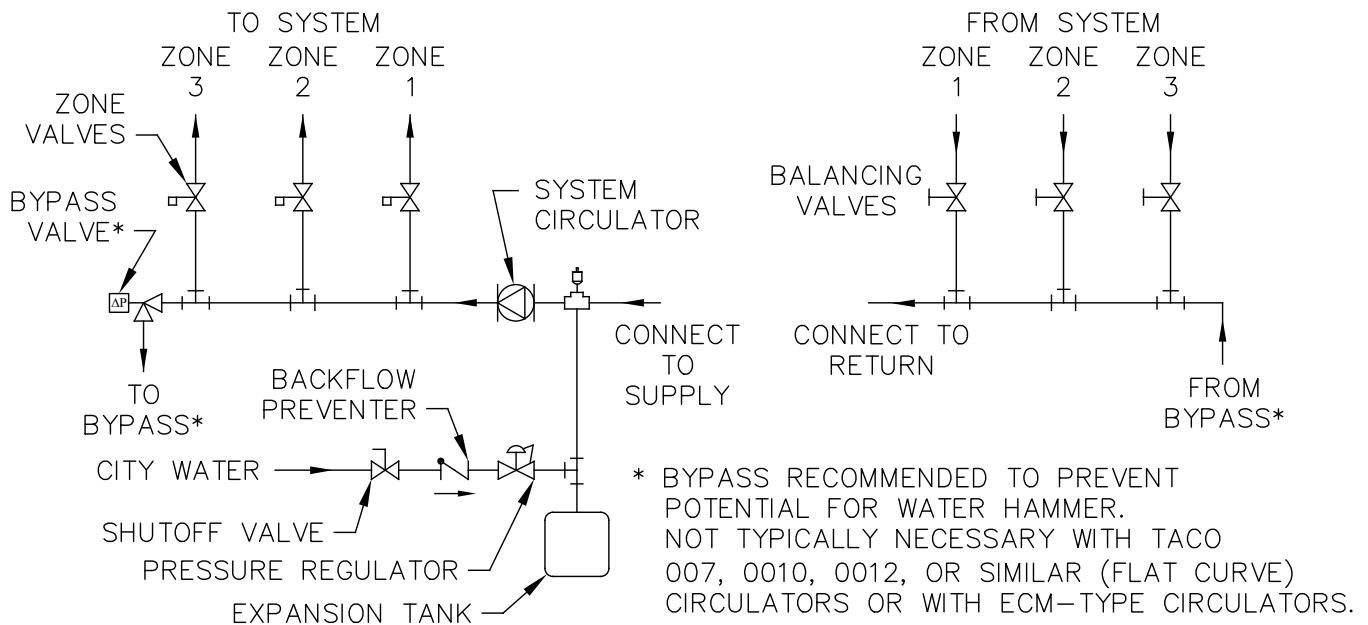 TO SYSTEM
ZONE
3
ZONE
2
ZONE
1
ZONE
VALVES
BYPASS
VALVE*
ΔP
TO
BYPASS*
SYSTEM
CIRCULATOR
CONNECT
TO
SUPPLY
FROM SYSTEM
ZONE
1
ZONE
2
ZONE
3
BALANCING
VALVES
CONNECT TO
RETURN
FROM
BYPASS*
BACKFLOW
PREVENTER
CITY WATER
SHUTOFF VALVE
PRESSURE REGULATOR
EXPANSION TANK
* BYPASS RECOMMENDED TO PREVENT
POTENTIAL FOR WATER HAMMER.
NOT TYPICALLY NECESSARY WITH TACO
007, 0010, 0012, OR SIMILAR (FLAT CURVE)
CIRCULATORS OR WITH ECM-TYPE CIRCULATORS.